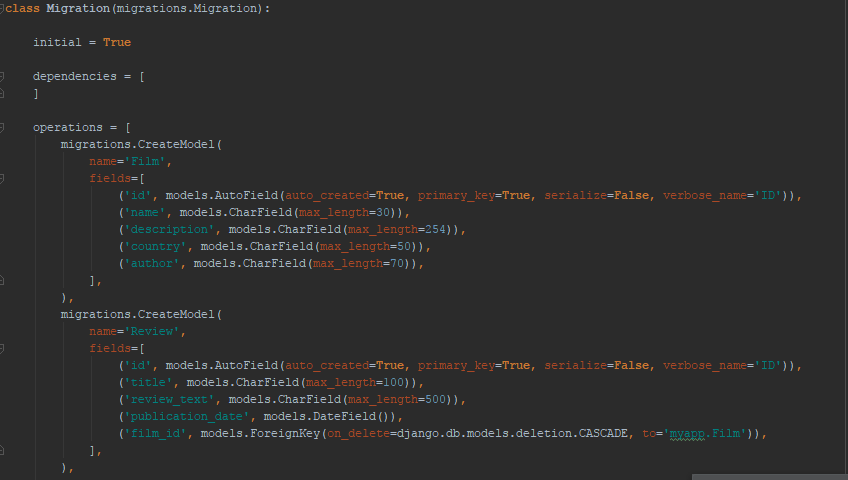 class Migration(migrations.Migration):
initial = True
dependencies = [
]
operations = [
migrations.CreateModel(
name='Film',
fields=[
('id', models.AutoField(auto_created=True, primary_key=True, serialize=False, verbose_name='ID')),
('name', models.CharField(max_length=30)),
('description', models.CharField(max_length=254)),
('country', models.CharField(max_length=50)),
('author', models.CharField(max_length=70)),
],
),
migrations.CreateModel(
name='Review',
fields=[
('id', models.AutoField(auto_created=True, primary_key=True, serialize=False, verbose_name='ID')),
('title', models.CharField(max_length=100)),
('review_text', models.CharField(max_length=500)),
('publication_date', models.DateField()),
('film_id', models.ForeignKey(on_delete=django.db.models.deletion.CASCADE, to='myapp.Film')),
],
),